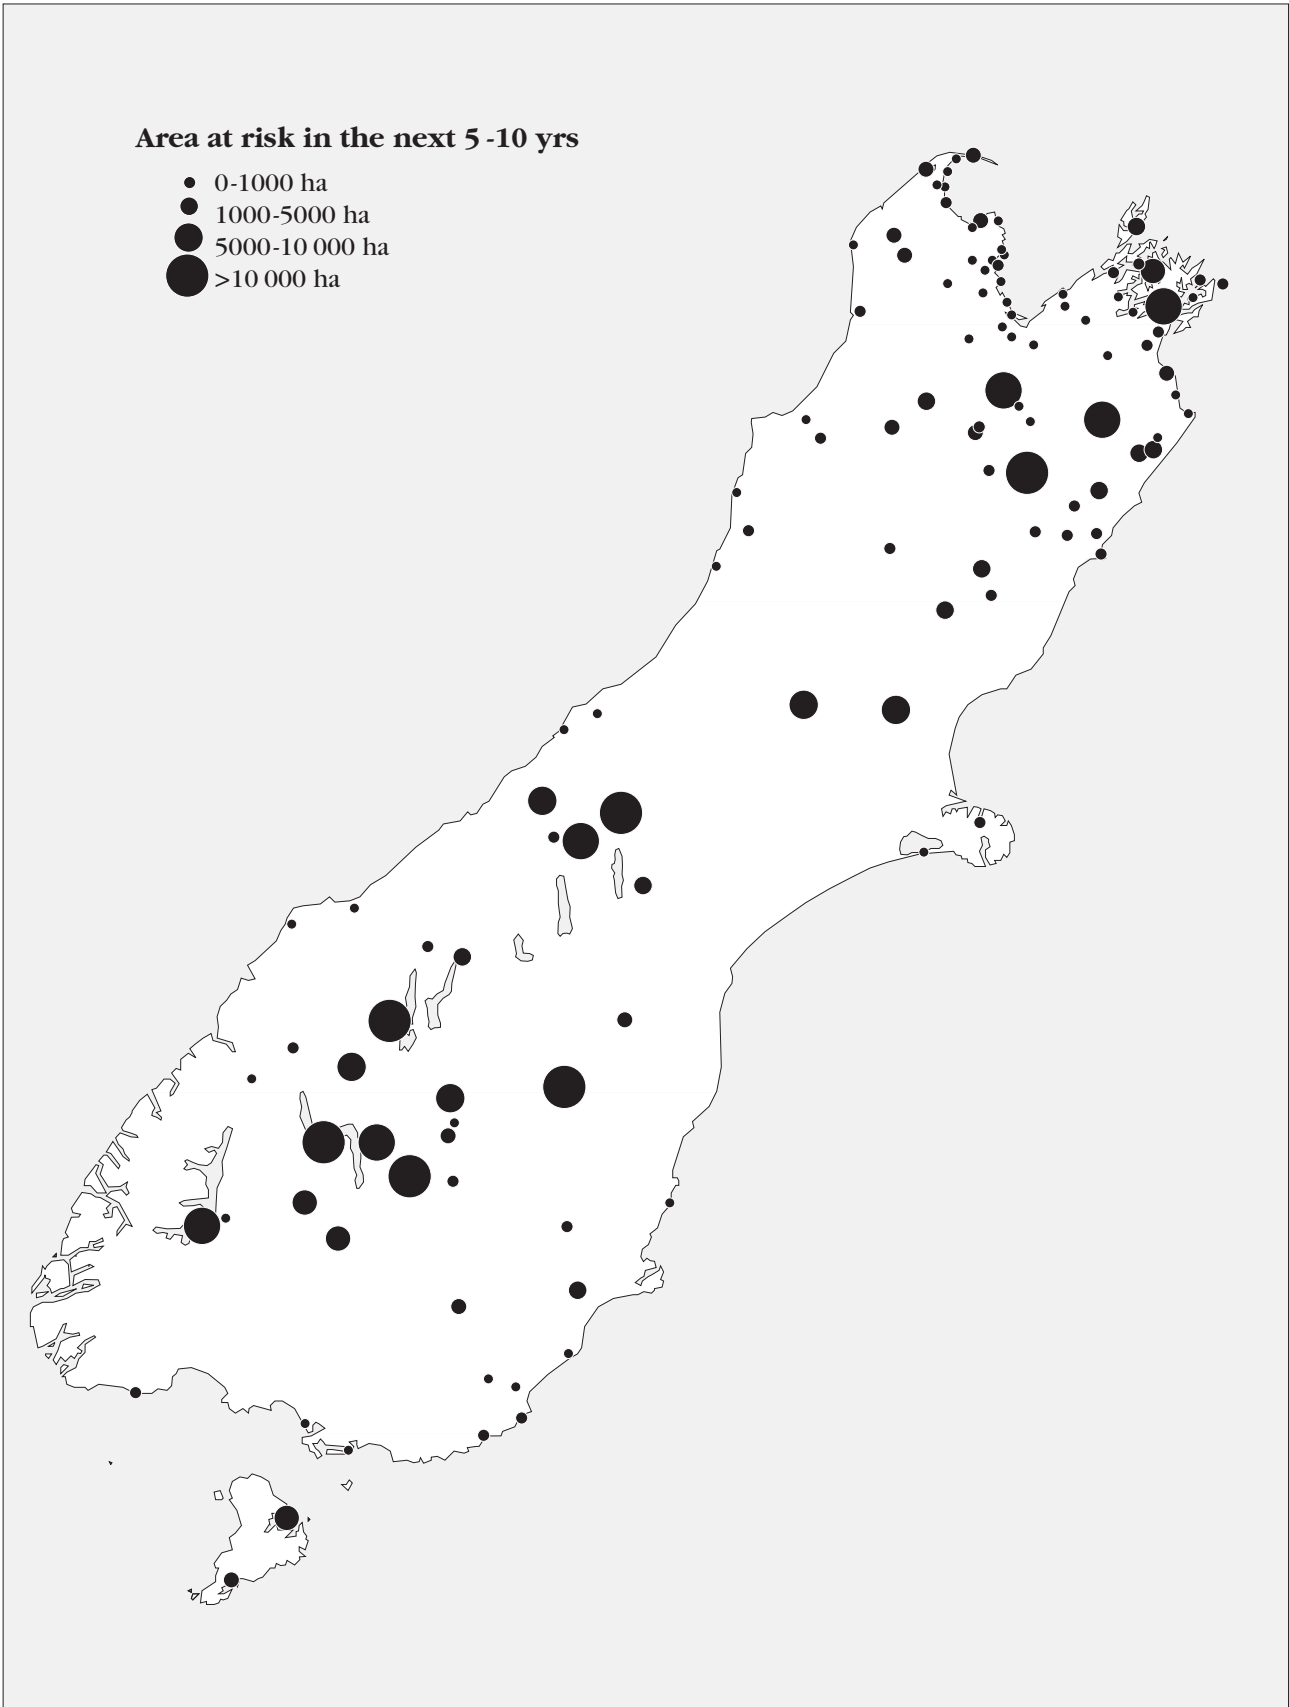 Area at risk in the next 5 -10 yrs
0-1000 ha
1000-5000 ha
5000-10 000 ha
>10 000 ha